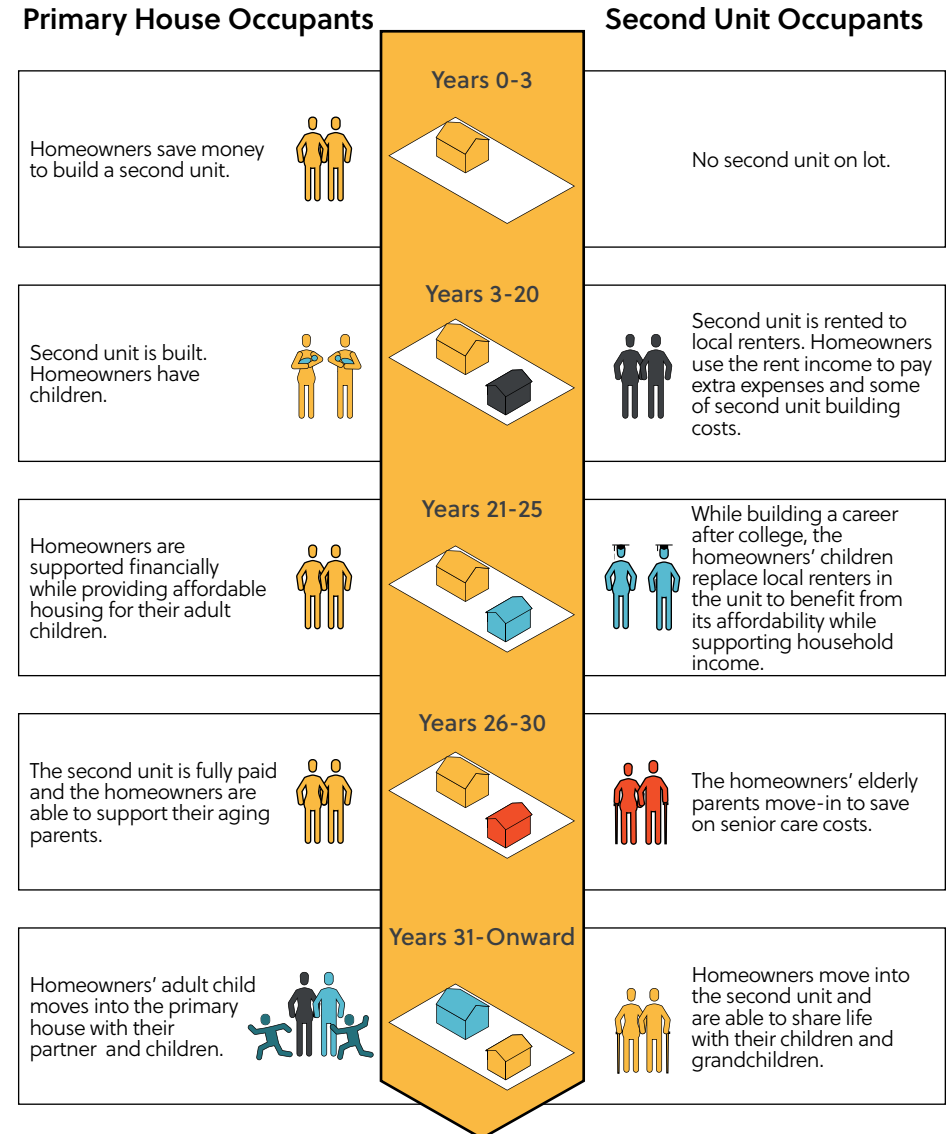 Primary House Occupants
Second Unit Occupants
Years 0-3
Homeowners save money
to build a second unit.
No second unit on lot.
Years 3-20
Second unit is built.
Homeowners have
children.
Second unit is rented to
local renters. Homeowners
use the rent income to pay
extra expenses and some
of second unit building
costs.
Years 21-25
Homeowners are
supported financially
while providing affordable
housing for their adult
children.
While building a career
after college, the
homeowners' children
replace local renters in
the unit to benefit from
its affordability while
supporting household
income.
Years 26-30
The second unit is fully paid
and the homeowners are
able to support their aging
parents.
The homeowners' elderly
parents move-in to save
on senior care costs.
Years 31-Onward
Homeowners' adult child
moves into the primary
house with their
partner and children.
Homeowners move into
the second unit and
are able to share life
with their children and
grandchildren.